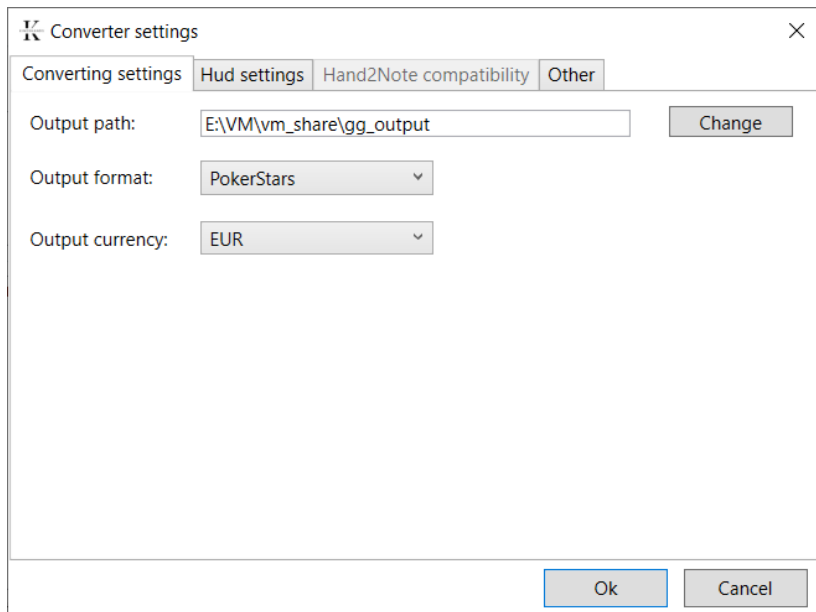 Converter settings
Converting settings Hud settings Hand2Note compatibility Other
Output path: E:\VM\vm_share\gg_output Change
Output format: PokerStars
Output currency: EUR
Ok Cancel